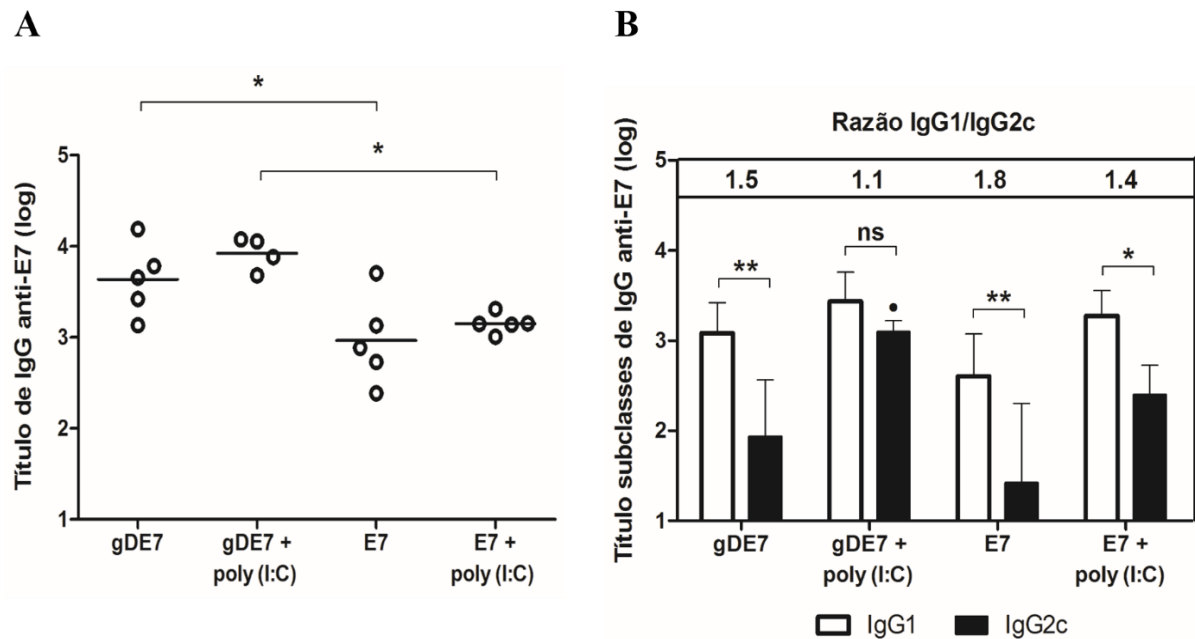 A
B
*
*
Título de IgG anti-E7 (log)
5
4
3
2
1
gDE7
gDE7 +
poly (I:C)
E7
E7 +
poly (I:C)
Razão IgG1/IgG2c
1.5 1.1 1.8 1.4
Título subclasses de IgG anti-E7 (log)
5
4
3
2
1
**
ns
**
*
gDE7
gDE7 +
poly (I:C)
E7
E7 +
poly (I:C)
IgG1 IgG2c